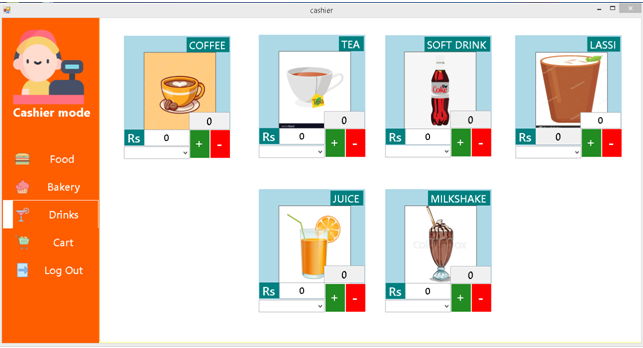 cashier
Cashier mode
Food
Bakery
Drinks
Cart
Log Out
COFFEE
0
Rs 0
+ -
TEA
0
Rs 0
+ -
SOFT DRINK
Coke
0
Rs 0
+ -
LASSI
0
Rs 0
+ -
JUICE
0
Rs 0
+ -
MILKSHAKE
0
Rs 0
+ -